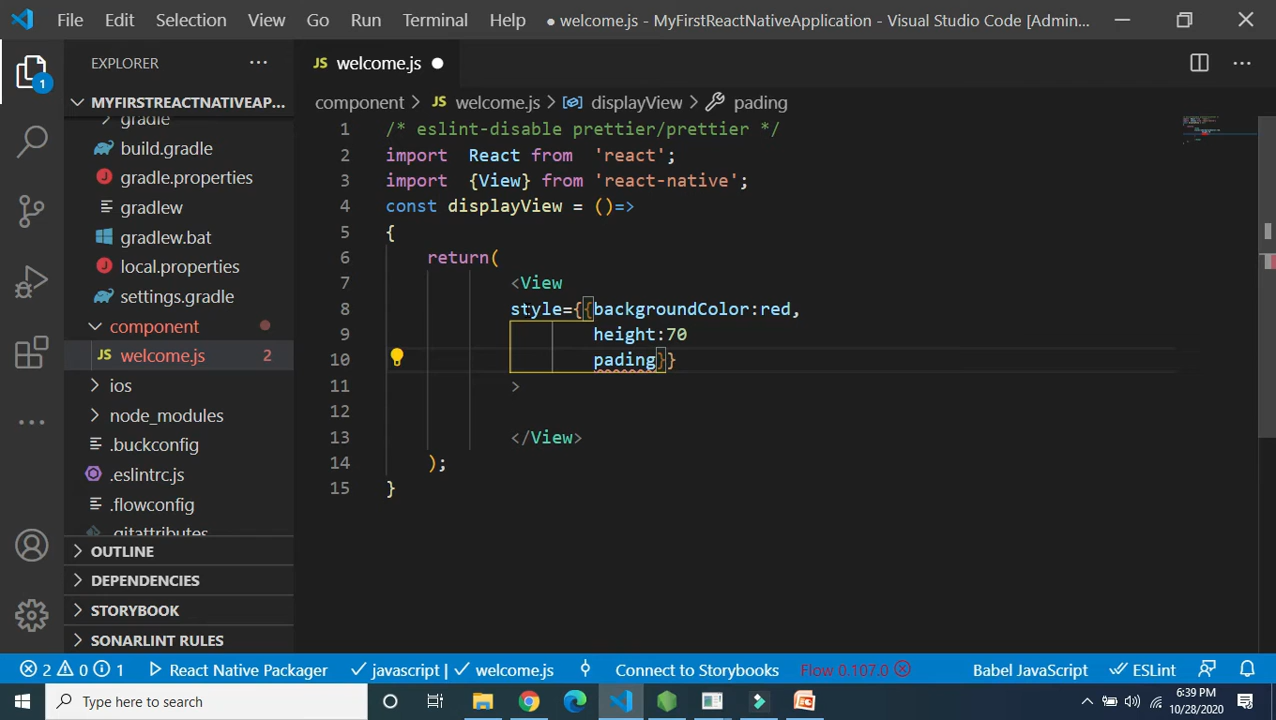 File Edit Selection View Go Run Terminal Help
● welcome.js - MyFirstReactNativeApplication - Visual Studio Code [Admin...
EXPLORER ...
JS welcome.js ●
MYFIRSTREACTNATIVEAP...
component > JS welcome.js > displayView > pading
gradle
build.gradle
gradle.properties
gradlew
gradlew.bat
local.properties
settings.gradle
component
JS welcome.js 2
ios
node_modules
.buckconfig
.eslintrc.js
.flowconfig
.gitattributes
OUTLINE
DEPENDENCIES
STORYBOOK
SONARLINT RULES
1
1 /* eslint-disable prettier/prettier */
2 import  React from  'react';
3 import  {View} from 'react-native';
4 const displayView = ()=>
5 {
6 return(
7 <View
8 style={{backgroundColor:red,
9 height:70
10 pading}}
11 >
12
13 </View>
14 );
15 }
2 0 1 React Native Packager javascript | welcome.js Connect to Storybooks Flow 0.107.0 Babel JavaScript ESLint
Type here to search
6:39 PM
10/28/2020